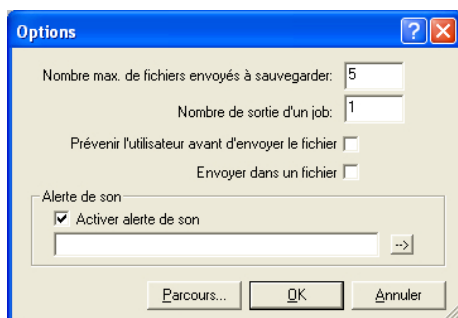 Options
Nombre max. de fichiers envoyés à sauvegarder: 5
Nombre de sortie d'un job: 1
Prévenir l'utilisateur avant d'envoyer le fichier
Envoyer dans un fichier
Alerte de son
Activer alerte de son
-->
Parcours... OK Annuler